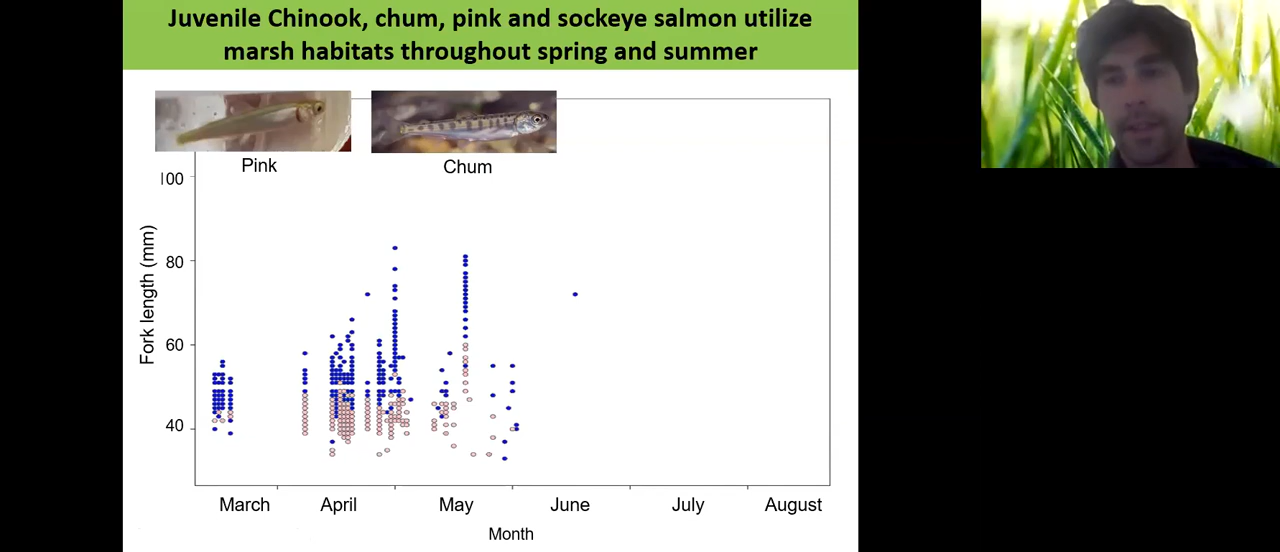 Juvenile Chinook, chum, pink and sockeye salmon utilize
marsh habitats throughout spring and summer
Pink
Chum
100
80
60
40
Fork length (mm)
March
April
May
June
July
August
Month